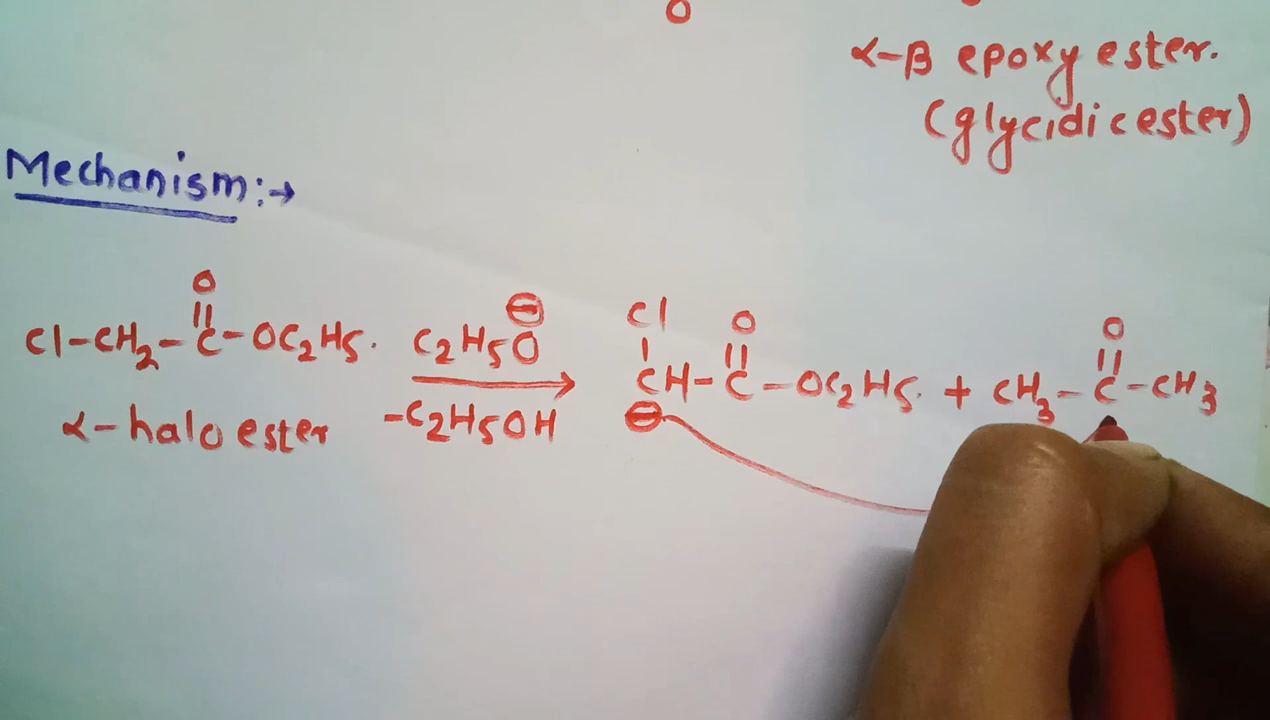 α-β epoxy ester.
(glycidic ester)
Mechanism:→
O
||
Cl-CH₂-C-OC₂H₅.
α-halo ester
C₂H₅O⊖
-C₂H₅OH
Cl O
| ||
CH-C-OC₂H₅. +
⊖
O
||
CH₃-C-CH₃